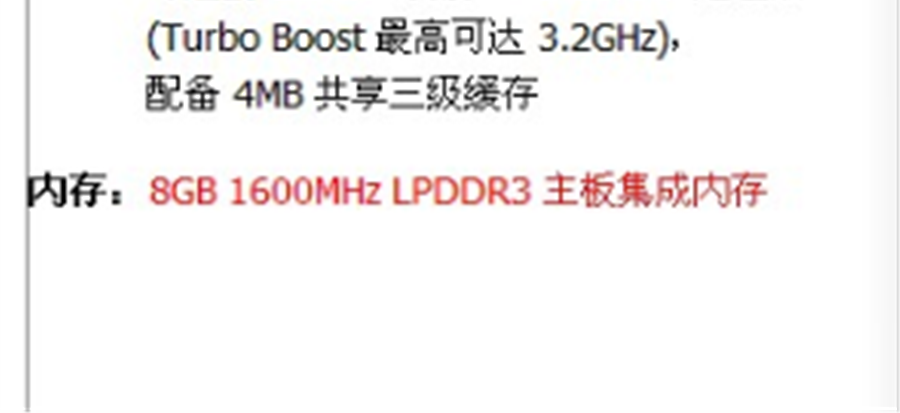 (Turbo Boost 最高可达 3.2GHz)，
配备 4MB 共享三级缓存
内存：8GB 1600MHz LPDDR3 主板集成内存